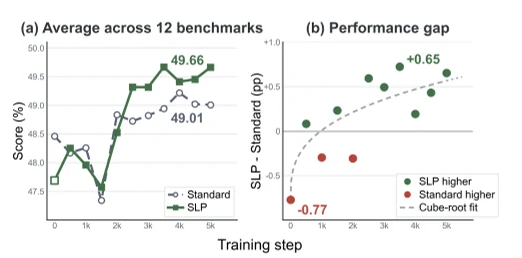 (a) Average across 12 benchmarks
50.0
49.5
49.0
48.5
48.0
47.5
Score (%)
49.66
49.01
Standard
SLP
0 1k 2k 3k 4k 5k
(b) Performance gap
+1.0
+0.5
0
-0.5
SLP - Standard (pp)
+0.65
-0.77
SLP higher
Standard higher
Cube-root fit
0 1k 2k 3k 4k 5k
Training step